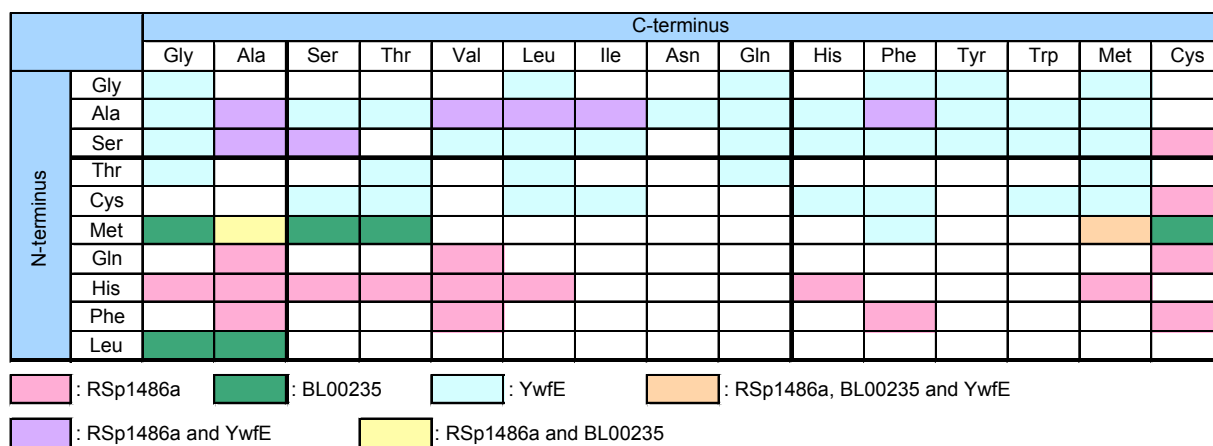 C-terminus
Gly Ala Ser Thr Val Leu Ile Asn Gln His Phe Tyr Trp Met Cys
N-terminus
Gly
Ala
Ser
Thr
Cys
Met
Gln
His
Phe
Leu
: RSp1486a : BL00235 : YwfE : RSp1486a, BL00235 and YwfE
: RSp1486a and YwfE : RSp1486a and BL00235